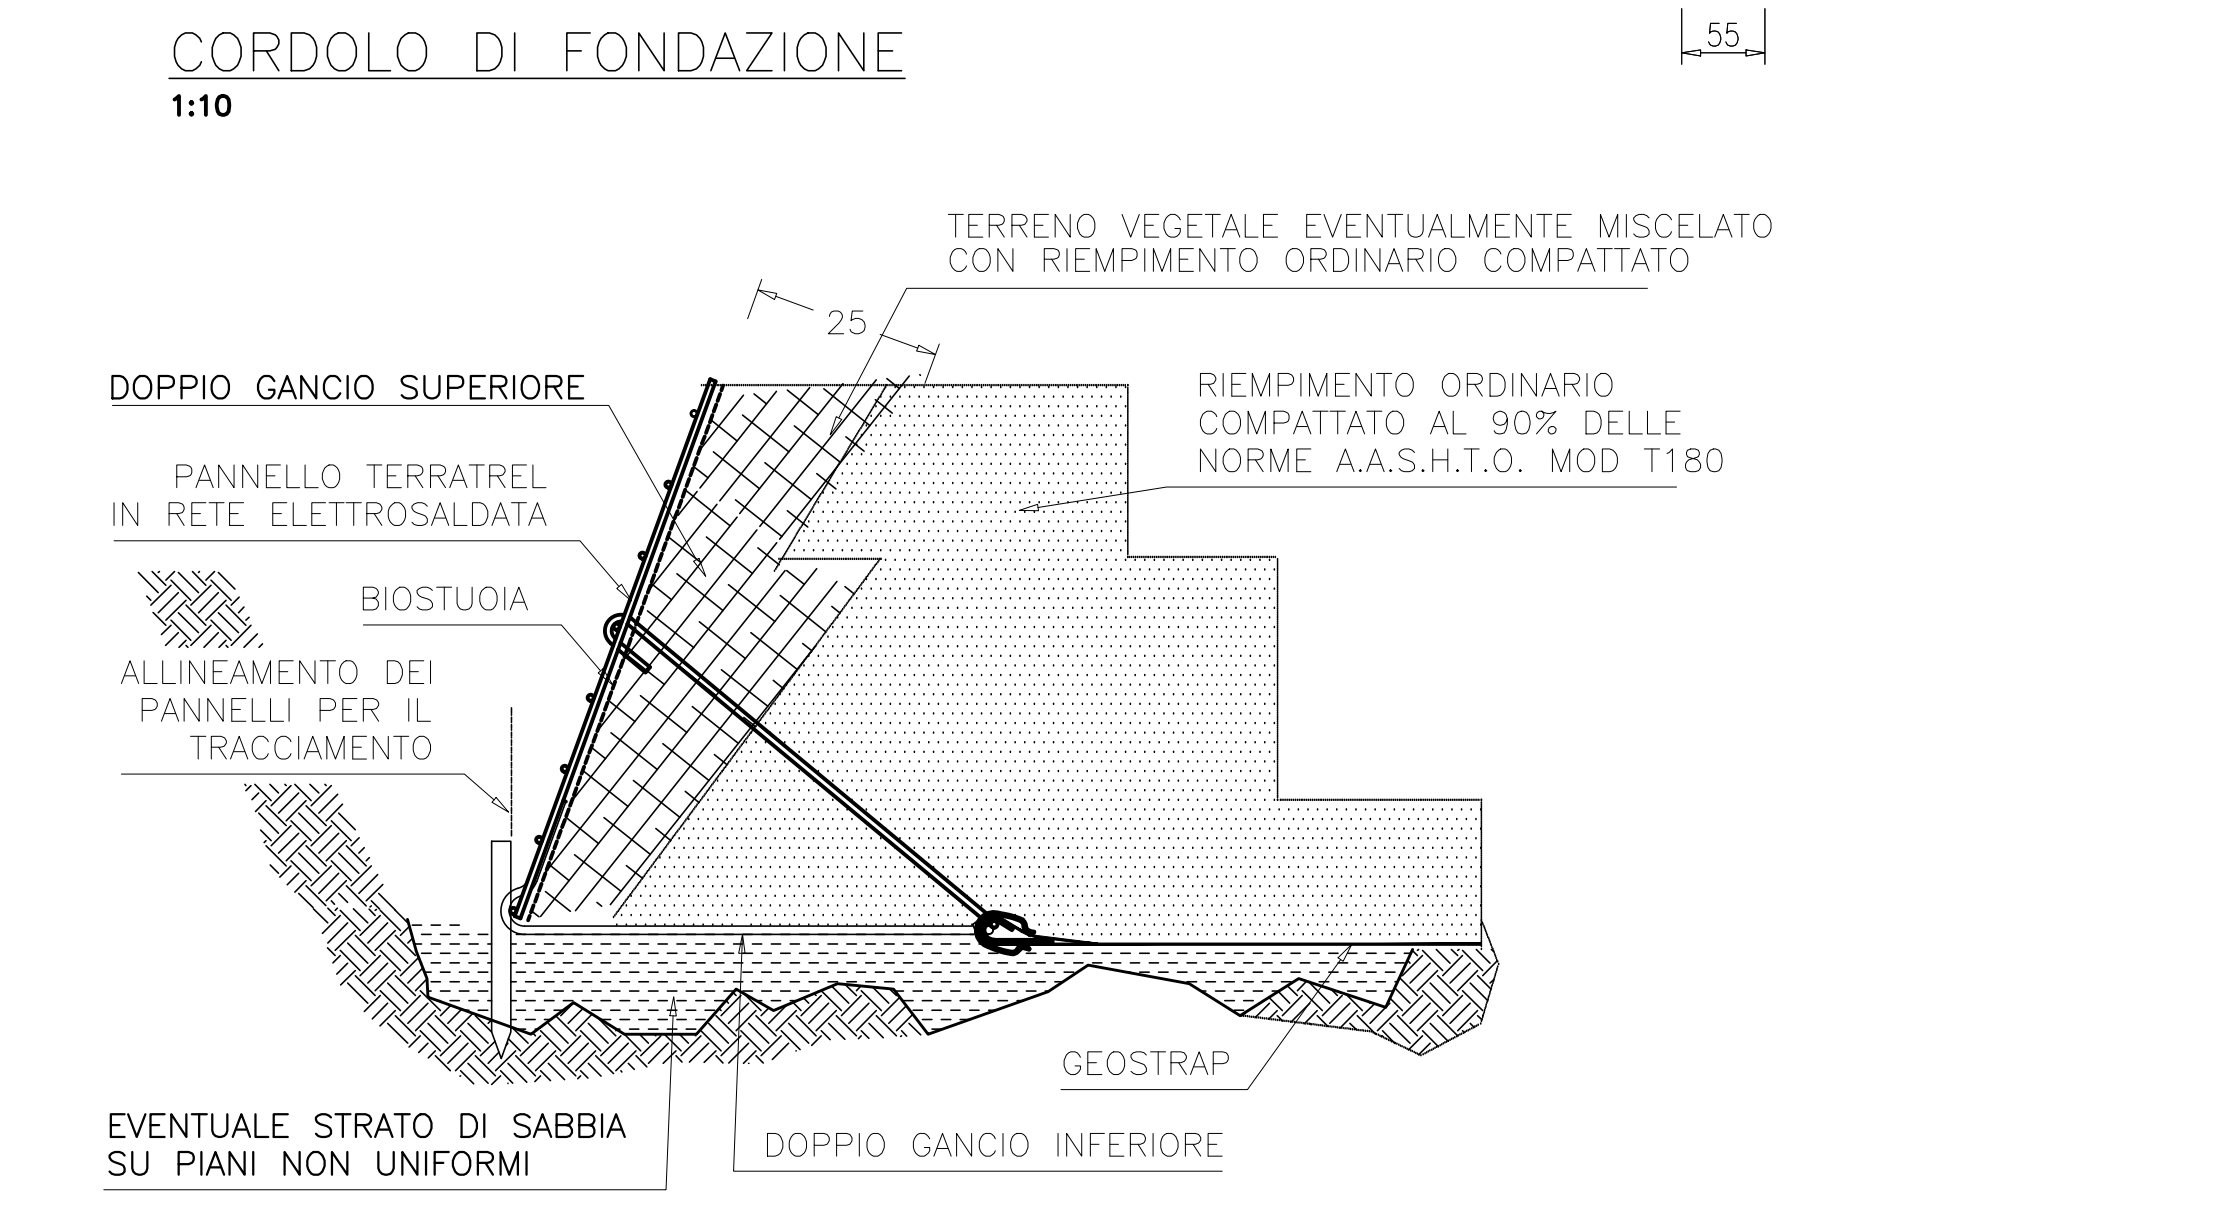 CORDOLO DI FONDAZIONE
1:10
55
TERRENO VEGETALE EVENTUALMENTE MISCELATO
CON RIEMPIMENTO ORDINARIO COMPATTATO
25
DOPPIO GANCIO SUPERIORE
RIEMPIMENTO ORDINARIO
COMPATTATO AL 90% DELLE
NORME A.A.S.H.T.O. MOD T180
PANNELLO TERRATREL
IN RETE ELETTROSALDATA
BIOSTUOIA
ALLINEAMENTO DEI
PANNELLI PER IL
TRACCIAMENTO
GEOSTRAP
EVENTUALE STRATO DI SABBIA
SU PIANI NON UNIFORMI
DOPPIO GANCIO INFERIORE